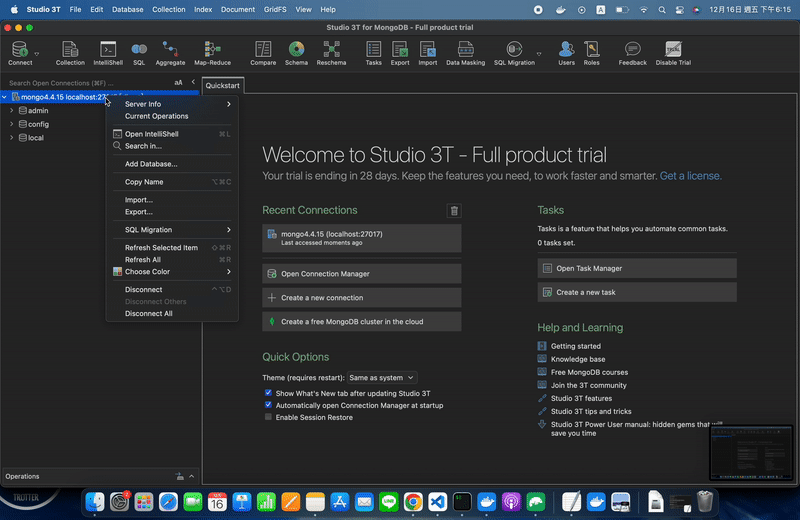 Studio 3T File Edit Database Collection Index Document GridFS View Help
A
12月16日 週五 下午6:15
Studio 3T for MongoDB - Full product trial
Connect Collection IntelliShell SQL Aggregate Map-Reduce Compare Schema Reschema Tasks Export Import Data Masking SQL Migration Users Roles Feedback Disable Trial
Search Open Connections (⌘F) ...
aA
Quickstart
mongo4.4.15 localhost:27
admin
config
local
Server Info
Current Operations
Open IntelliShell ⌘L
Search in...
Add Database...
Copy Name ⌥⌘C
Import...
Export...
SQL Migration
Refresh Selected Item ⇧⌘R
Refresh All ⌘R
Choose Color
Disconnect ^⌥D
Disconnect Others
Disconnect All
Welcome to Studio 3T - Full product trial
Your trial is ending in 28 days. Keep the features you need, to work faster and smarter. Get a license.
Recent Connections
mongo4.4.15 (localhost:27017)
Last accessed moments ago
Open Connection Manager
Create a new connection
Create a free MongoDB cluster in the cloud
Quick Options
Theme (requires restart): Same as system
Show What's New tab after updating Studio 3T
Automatically open Connection Manager at startup
Enable Session Restore
Tasks
Tasks is a feature that helps you automate common tasks.
0 tasks set.
Open Task Manager
Create a new task
Help and Learning
Getting started
Knowledge base
Free MongoDB courses
Join the 3T community
Studio 3T features
Studio 3T tips and tricks
Studio 3T Power User manual: hidden gems that will
save you time
Operations
TROTTER
16